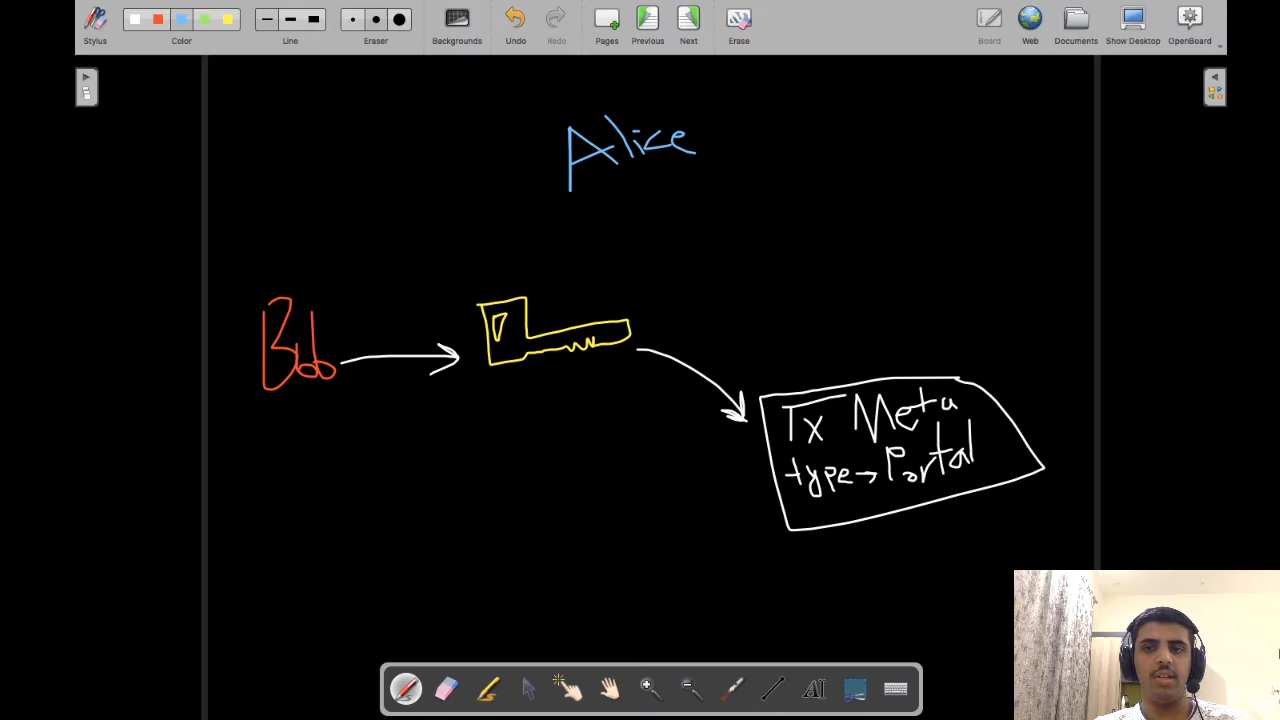 Stylus
Color
Line
Eraser
Backgrounds
Undo
Redo
Pages
Previous
Next
Erase
Board
Web
Documents
Show Desktop
OpenBoard
Alice
Bob
Tx Meta
type → Portal
AI